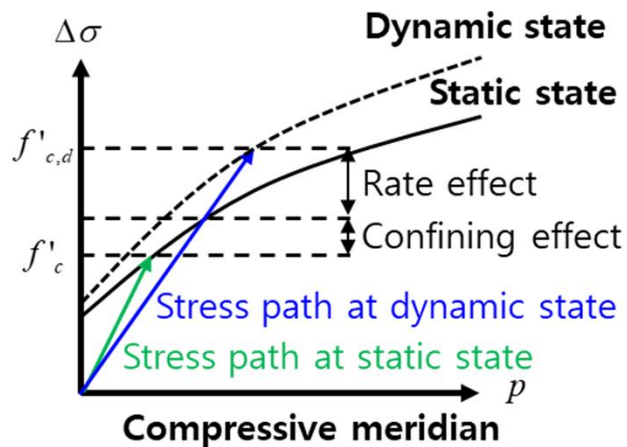 Δσ
Dynamic state
Static state
f'c,d
Rate effect
Confining effect
f'c
Stress path at dynamic state
Stress path at static state
p
Compressive meridian